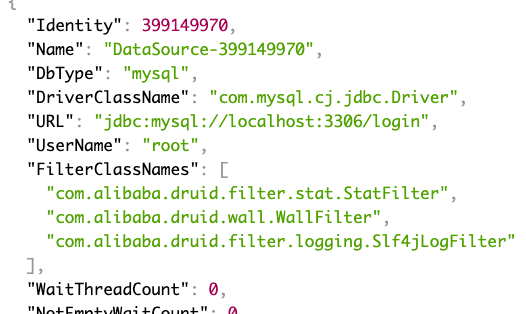 {
"Identity": 399149970,
"Name": "DataSource-399149970",
"DbType": "mysql",
"DriverClassName": "com.mysql.cj.jdbc.Driver",
"URL": "jdbc:mysql://localhost:3306/login",
"UserName": "root",
"FilterClassNames": [
"com.alibaba.druid.filter.stat.StatFilter",
"com.alibaba.druid.wall.WallFilter",
"com.alibaba.druid.filter.logging.Slf4jLogFilter"
],
"WaitThreadCount": 0,
"NotEmptyWaitCount": 0